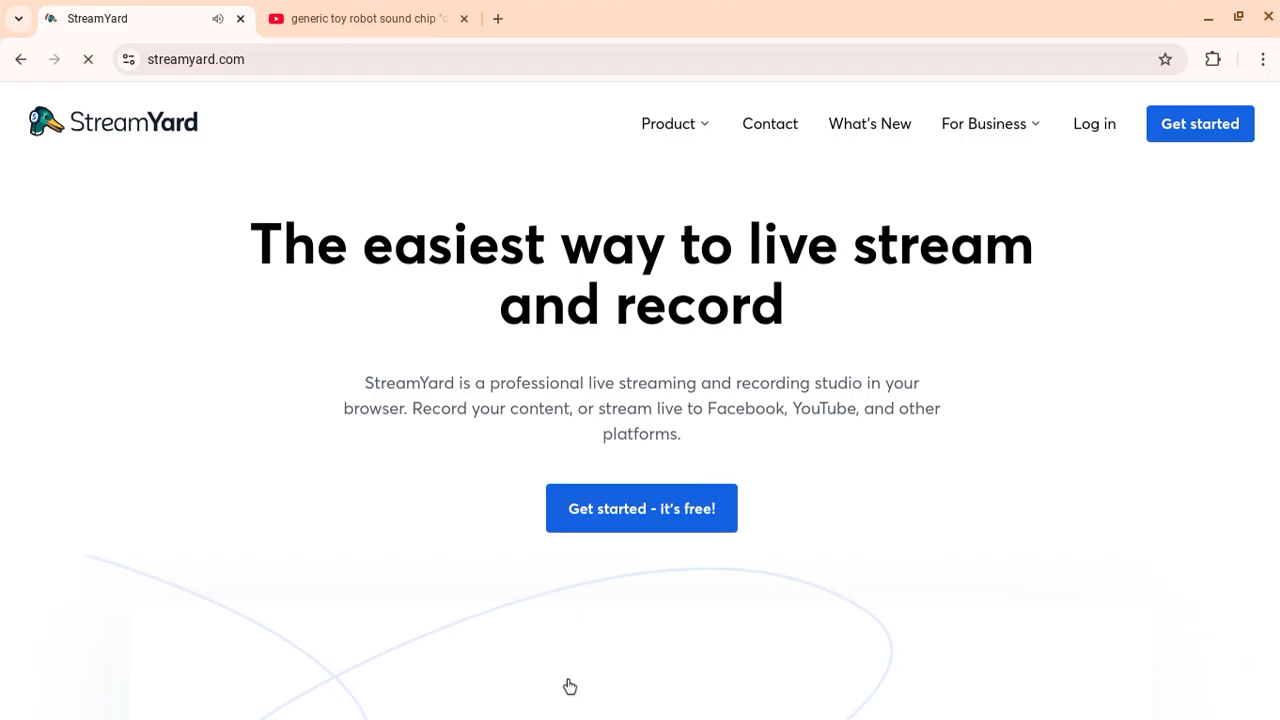 StreamYard
generic toy robot sound chip "c
streamyard.com
StreamYard
Product
Contact
What's New
For Business
Log in
Get started
The easiest way to live stream
and record
StreamYard is a professional live streaming and recording studio in your
browser. Record your content, or stream live to Facebook, YouTube, and other
platforms.
Get started - it's free!